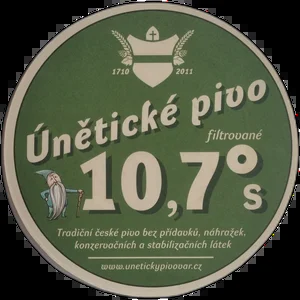 1710 2011
Únětické pivo
filtrované
10,7°
S
Tradiční české pivo bez přídavků, náhražek,
konzervačních a stabilizačních látek
www.unetickypivovar.cz